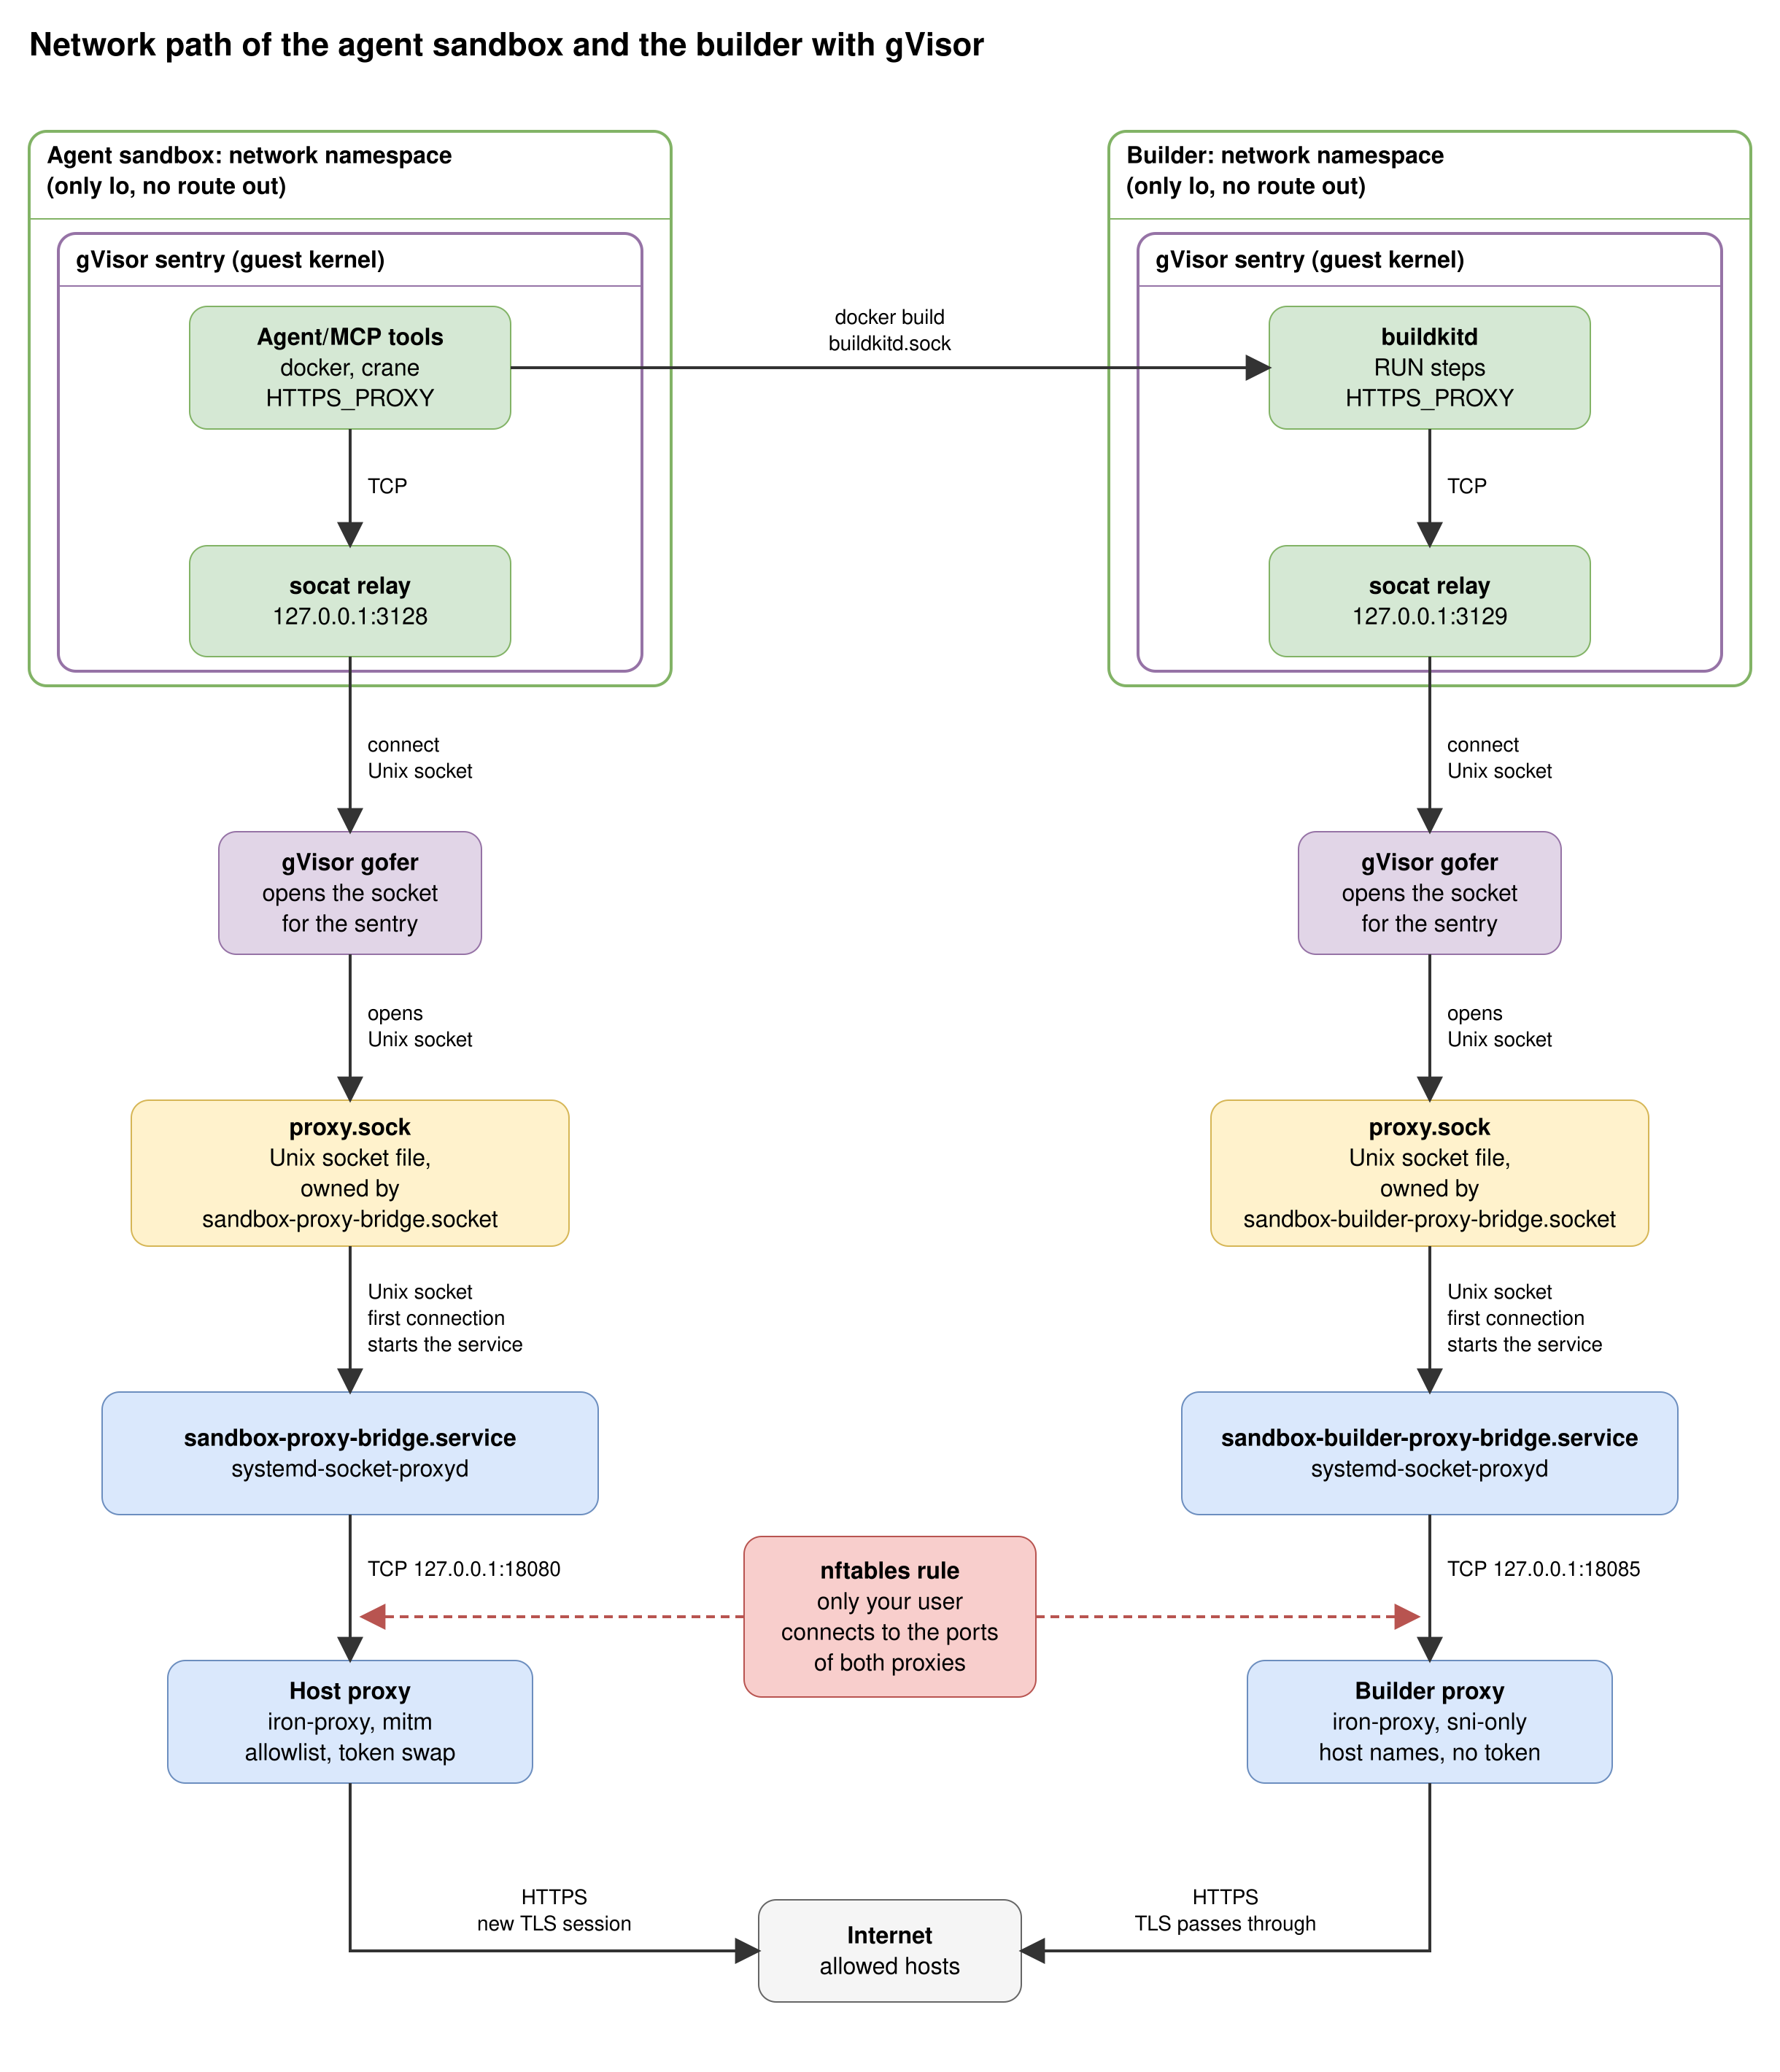 Network path of the agent sandbox and the builder with gVisor
Agent sandbox: network namespace
(only lo, no route out)
gVisor sentry (guest kernel)
Agent/MCP tools
docker, crane
HTTPS_PROXY
TCP
socat relay
127.0.0.1:3128
docker build
buildkitd.sock
Builder: network namespace
(only lo, no route out)
gVisor sentry (guest kernel)
buildkitd
RUN steps
HTTPS_PROXY
TCP
socat relay
127.0.0.1:3129
connect
Unix socket
gVisor gofer
opens the socket
for the sentry
opens
Unix socket
proxy.sock
Unix socket file,
owned by
sandbox-proxy-bridge.socket
Unix socket
first connection
starts the service
sandbox-proxy-bridge.service
systemd-socket-proxyd
TCP 127.0.0.1:18080
Host proxy
iron-proxy, mitm
allowlist, token swap
HTTPS
new TLS session
connect
Unix socket
gVisor gofer
opens the socket
for the sentry
opens
Unix socket
proxy.sock
Unix socket file,
owned by
sandbox-builder-proxy-bridge.socket
Unix socket
first connection
starts the service
sandbox-builder-proxy-bridge.service
systemd-socket-proxyd
TCP 127.0.0.1:18085
nftables rule
only your user
connects to the ports
of both proxies
Builder proxy
iron-proxy, sni-only
host names, no token
HTTPS
TLS passes through
Internet
allowed hosts